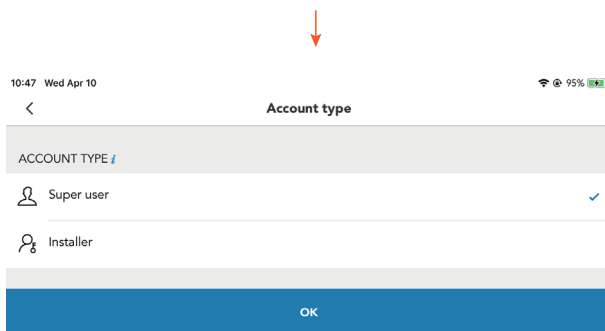 10:47 Wed Apr 10 95%
Account type
ACCOUNT TYPE i
Super user
Installer
OK